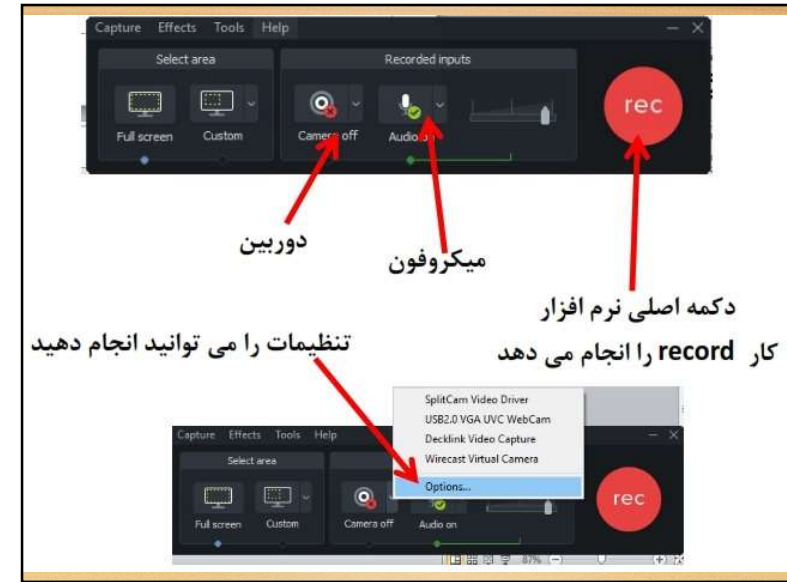 Capture Effects Tools Help
Select area
Recorded inputs
rec
Full screen
Custom
Camera off
Audio on
دوربین
میکروفون
دکمه اصلی نرم افزار
کار record را انجام می دهد
تنظیمات را می توانید انجام دهید
SplitCam Video Driver
USB2.0 VGA UVC WebCam
Decklink Video Capture
Wirecast Virtual Camera
Options...
Capture Effects Tools Help
Select area
rec
Full screen
Custom
Camera off
Audio on
87%